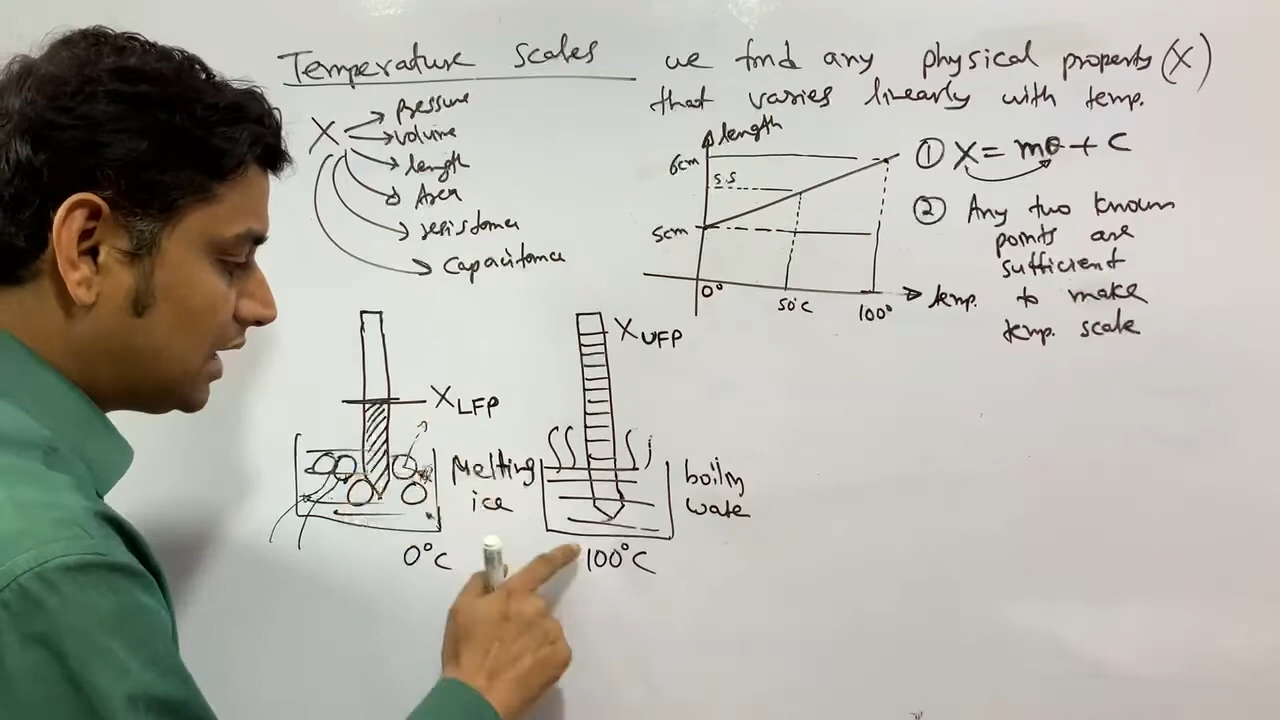 Temperature scales
we find any physical property (X)
that varies linearly with temp.
X
Pressure
volume
length
Area
resistance
Capacitance
length
6cm
5.5
5cm
0°
50°C
100°
temp.
① X = mθ + C
② Any two known
points are
sufficient
to make
temp. scale
X LFP
Melting
ice
0°C
X UFP
boiling
water
100°C